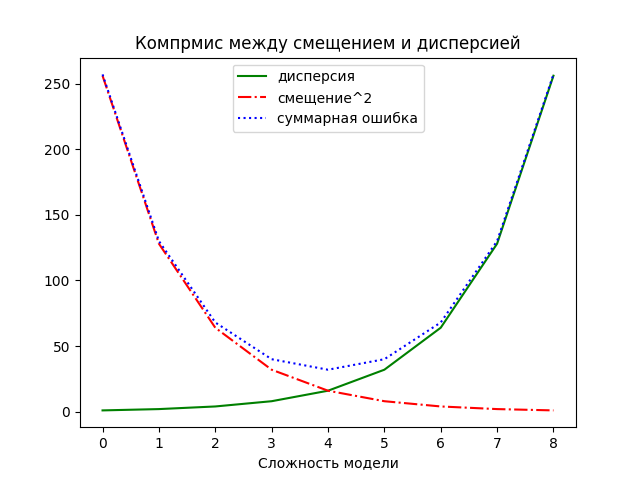 Компрмис между смещением и дисперсией
дисперсия
смещение^2
суммарная ошибка
250
200
150
100
50
0
0 1 2 3 4 5 6 7 8
Сложность модели